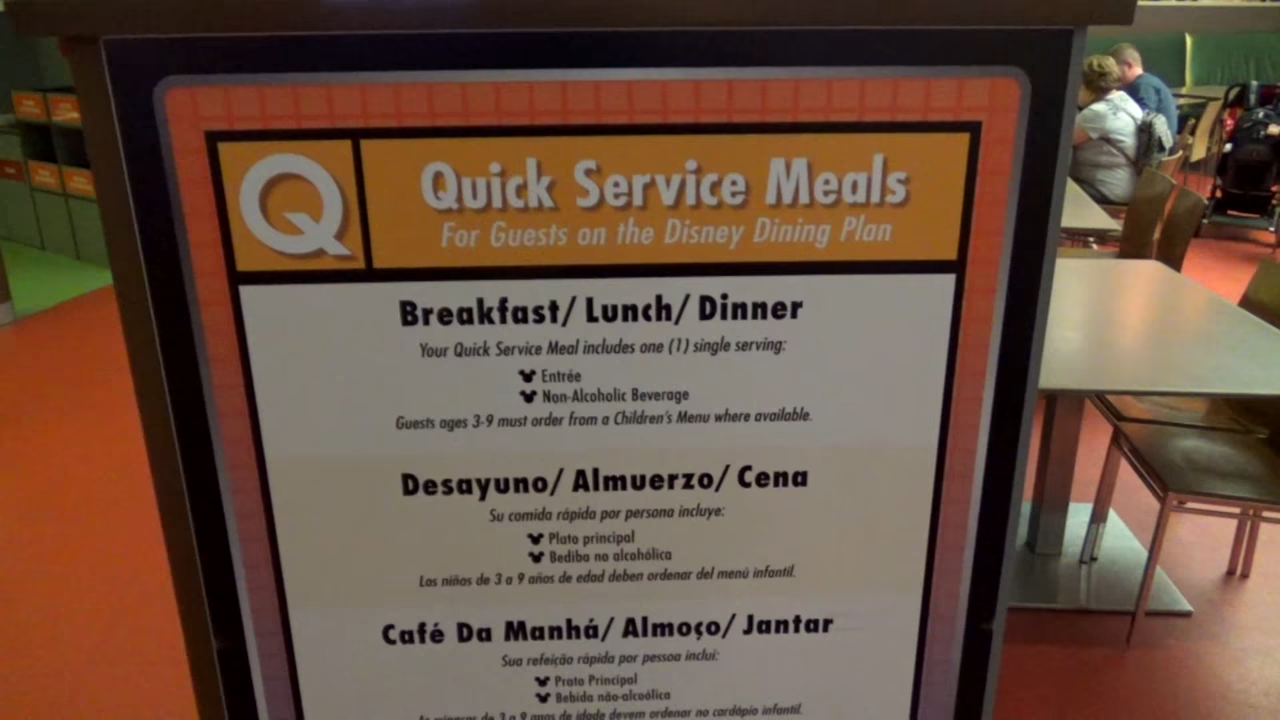 Q
Quick Service Meals
For Guests on the Disney Dining Plan
Breakfast/ Lunch/ Dinner
Your Quick Service Meal includes one (1) single serving:
Entrée
Non-Alcoholic Beverage
Guests ages 3-9 must order from a Children's Menu where available.
Desayuno/ Almuerzo/ Cena
Su comida rápida por persona incluye:
Plato principal
Bediba no alcohólica
Los niños de 3 a 9 años de edad deben ordenar del menú infantil.
Café Da Manhá/ Almoço/ Jantar
Sua refeição rápida por pessoa inclui:
Prato Principal
Bebida não-alcoólica
de 3 a 9 anos de idade devem ordenar no cardápio infantil.